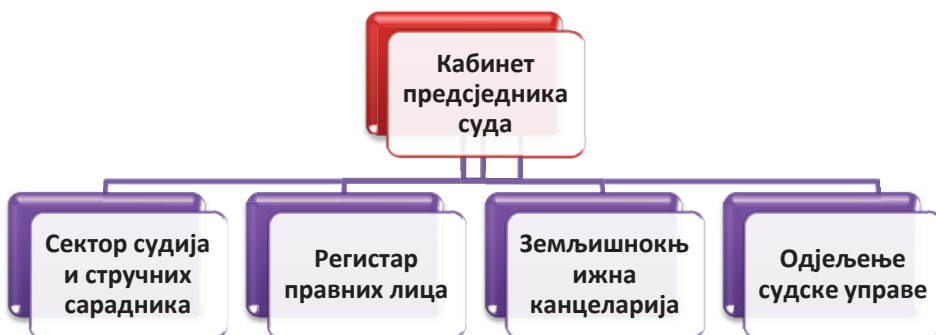 Кабинет
предсједника
суда
Сектор судија
и стручних
сарадника
Регистар
правних лица
Земљишнокњ
ижна
канцеларија
Одјељење
судске управе